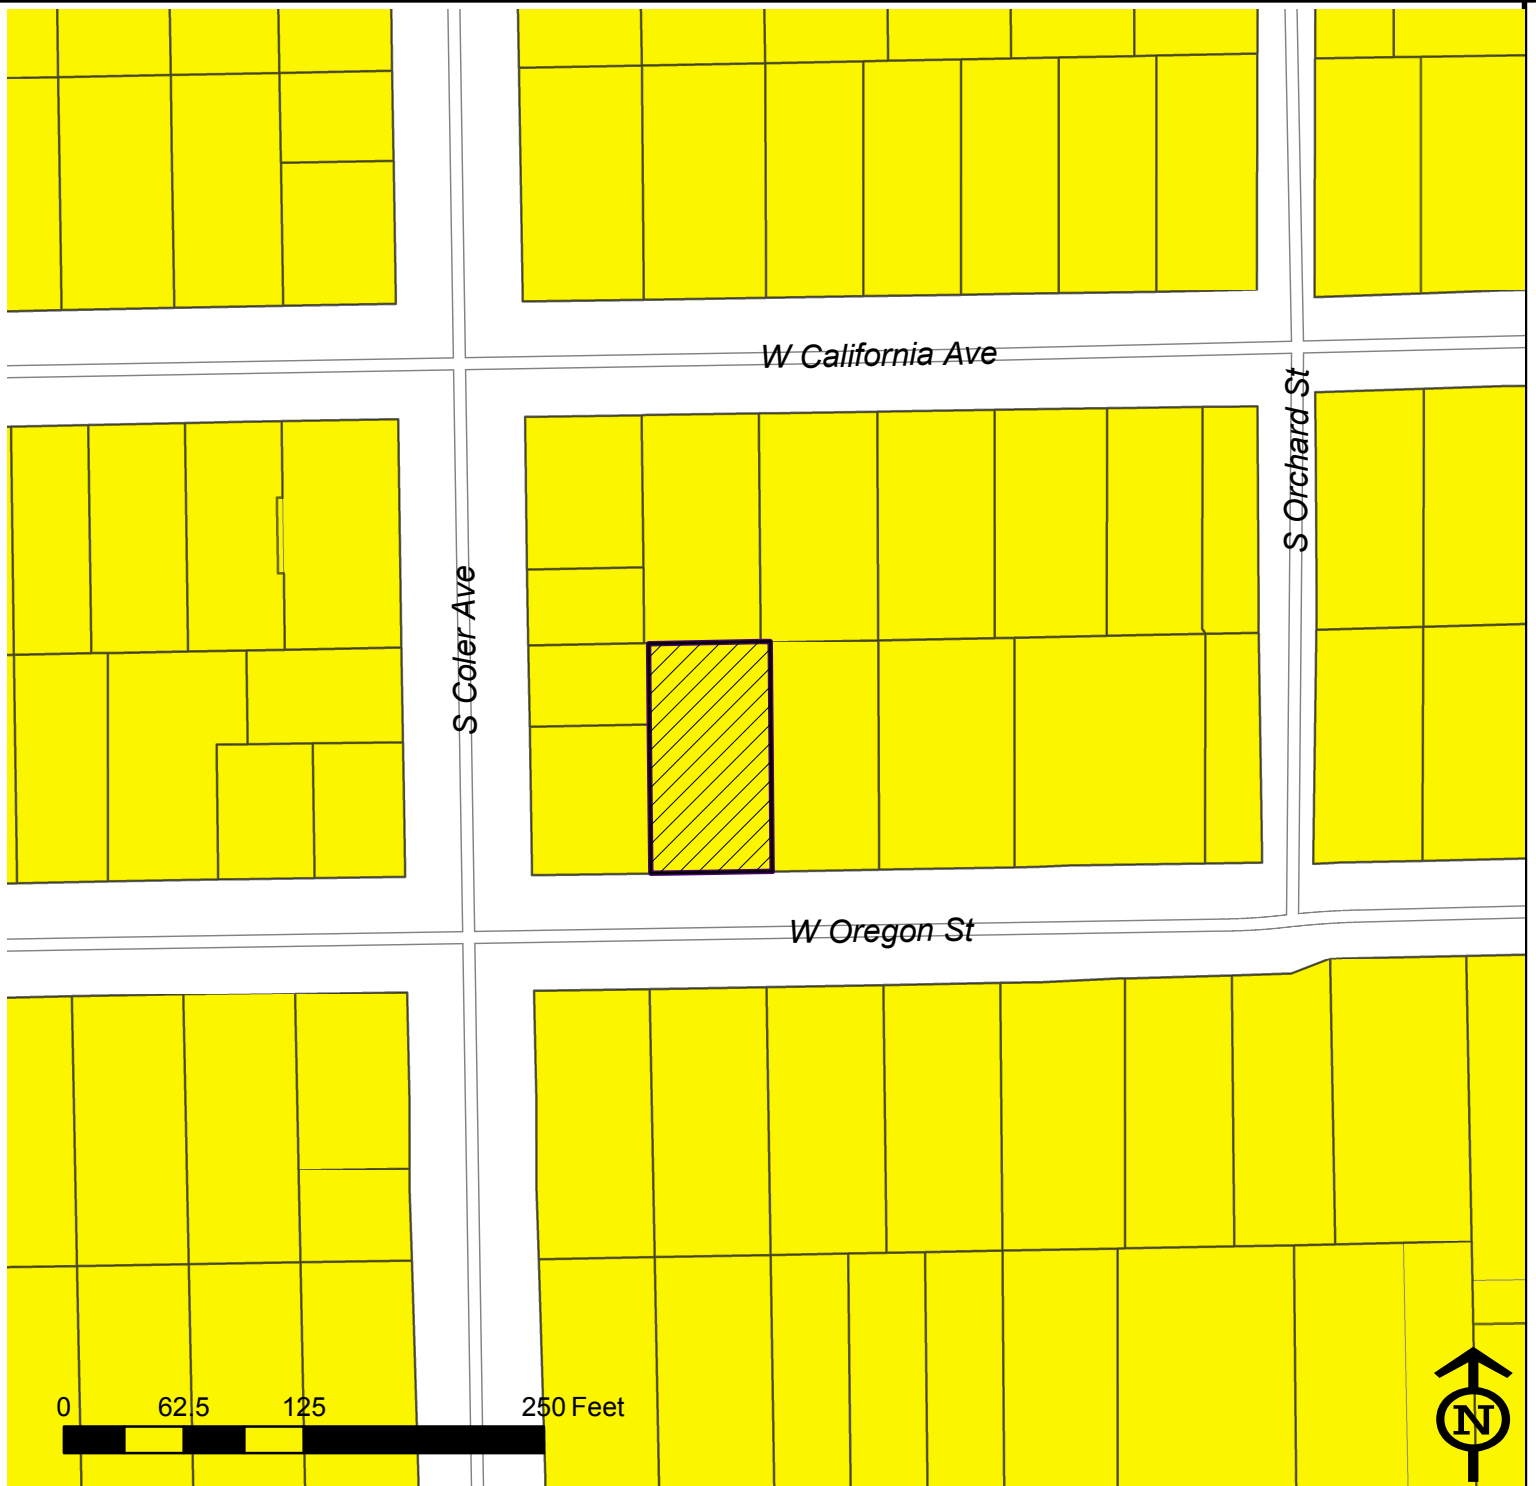 W California Ave
S Orchard St
S Coler Ave
W Oregon St
0 62.5 125 250 Feet
N